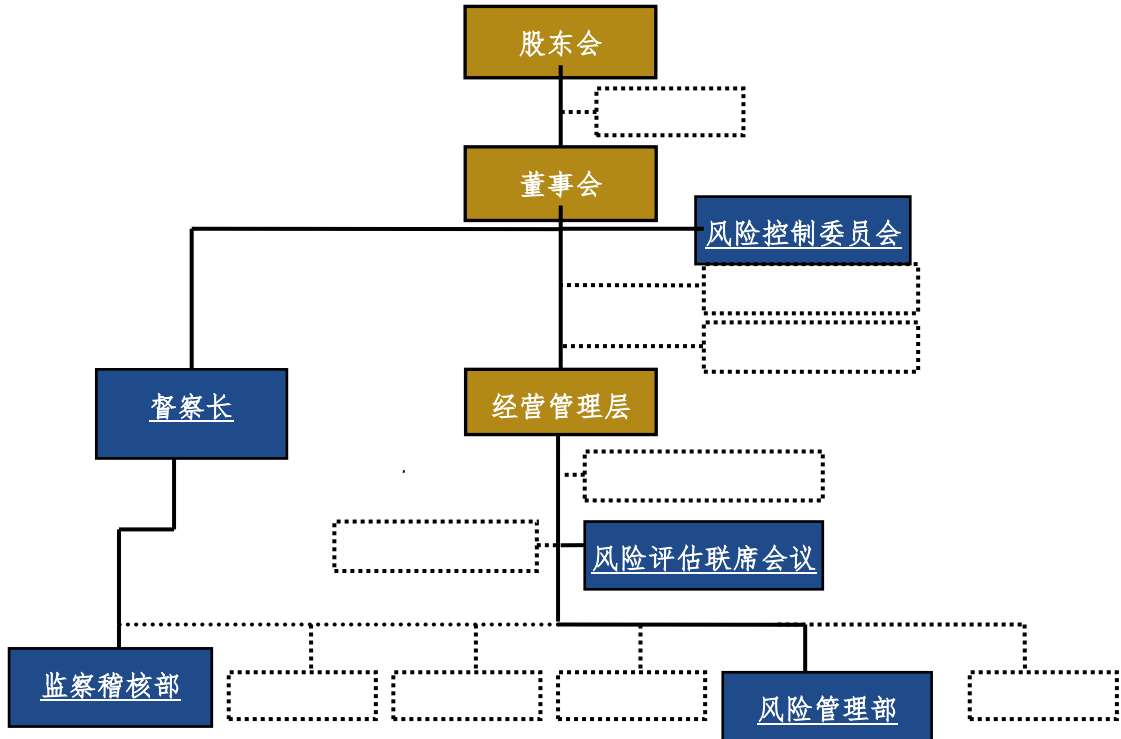 股东会
董事会
风险控制委员会
督察长
经营管理层
风险评估联席会议
监察稽核部
风险管理部